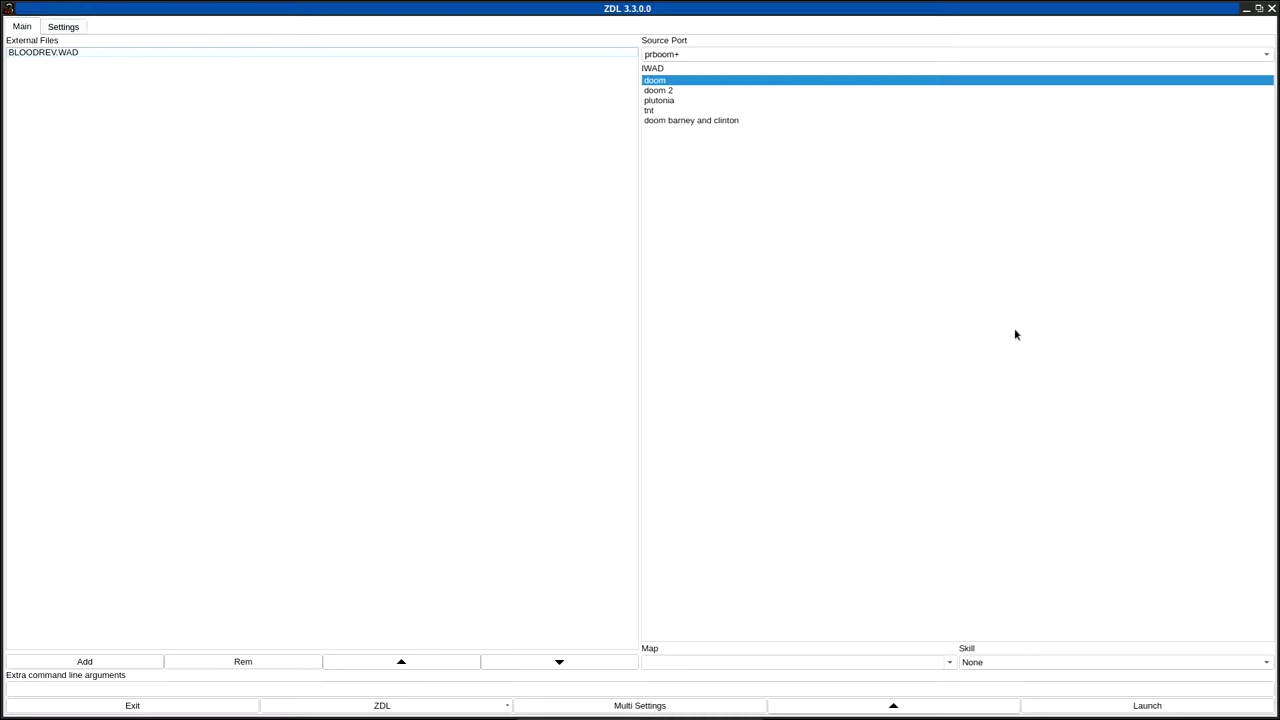 ZDL 3.3.0.0
Main
Settings
External Files
BLOODREV.WAD
Source Port
prboom+
IWAD
doom
doom 2
plutonia
tnt
doom barney and clinton
Add
Rem
Map
Skill
None
Extra command line arguments
Exit
ZDL
Multi Settings
Launch